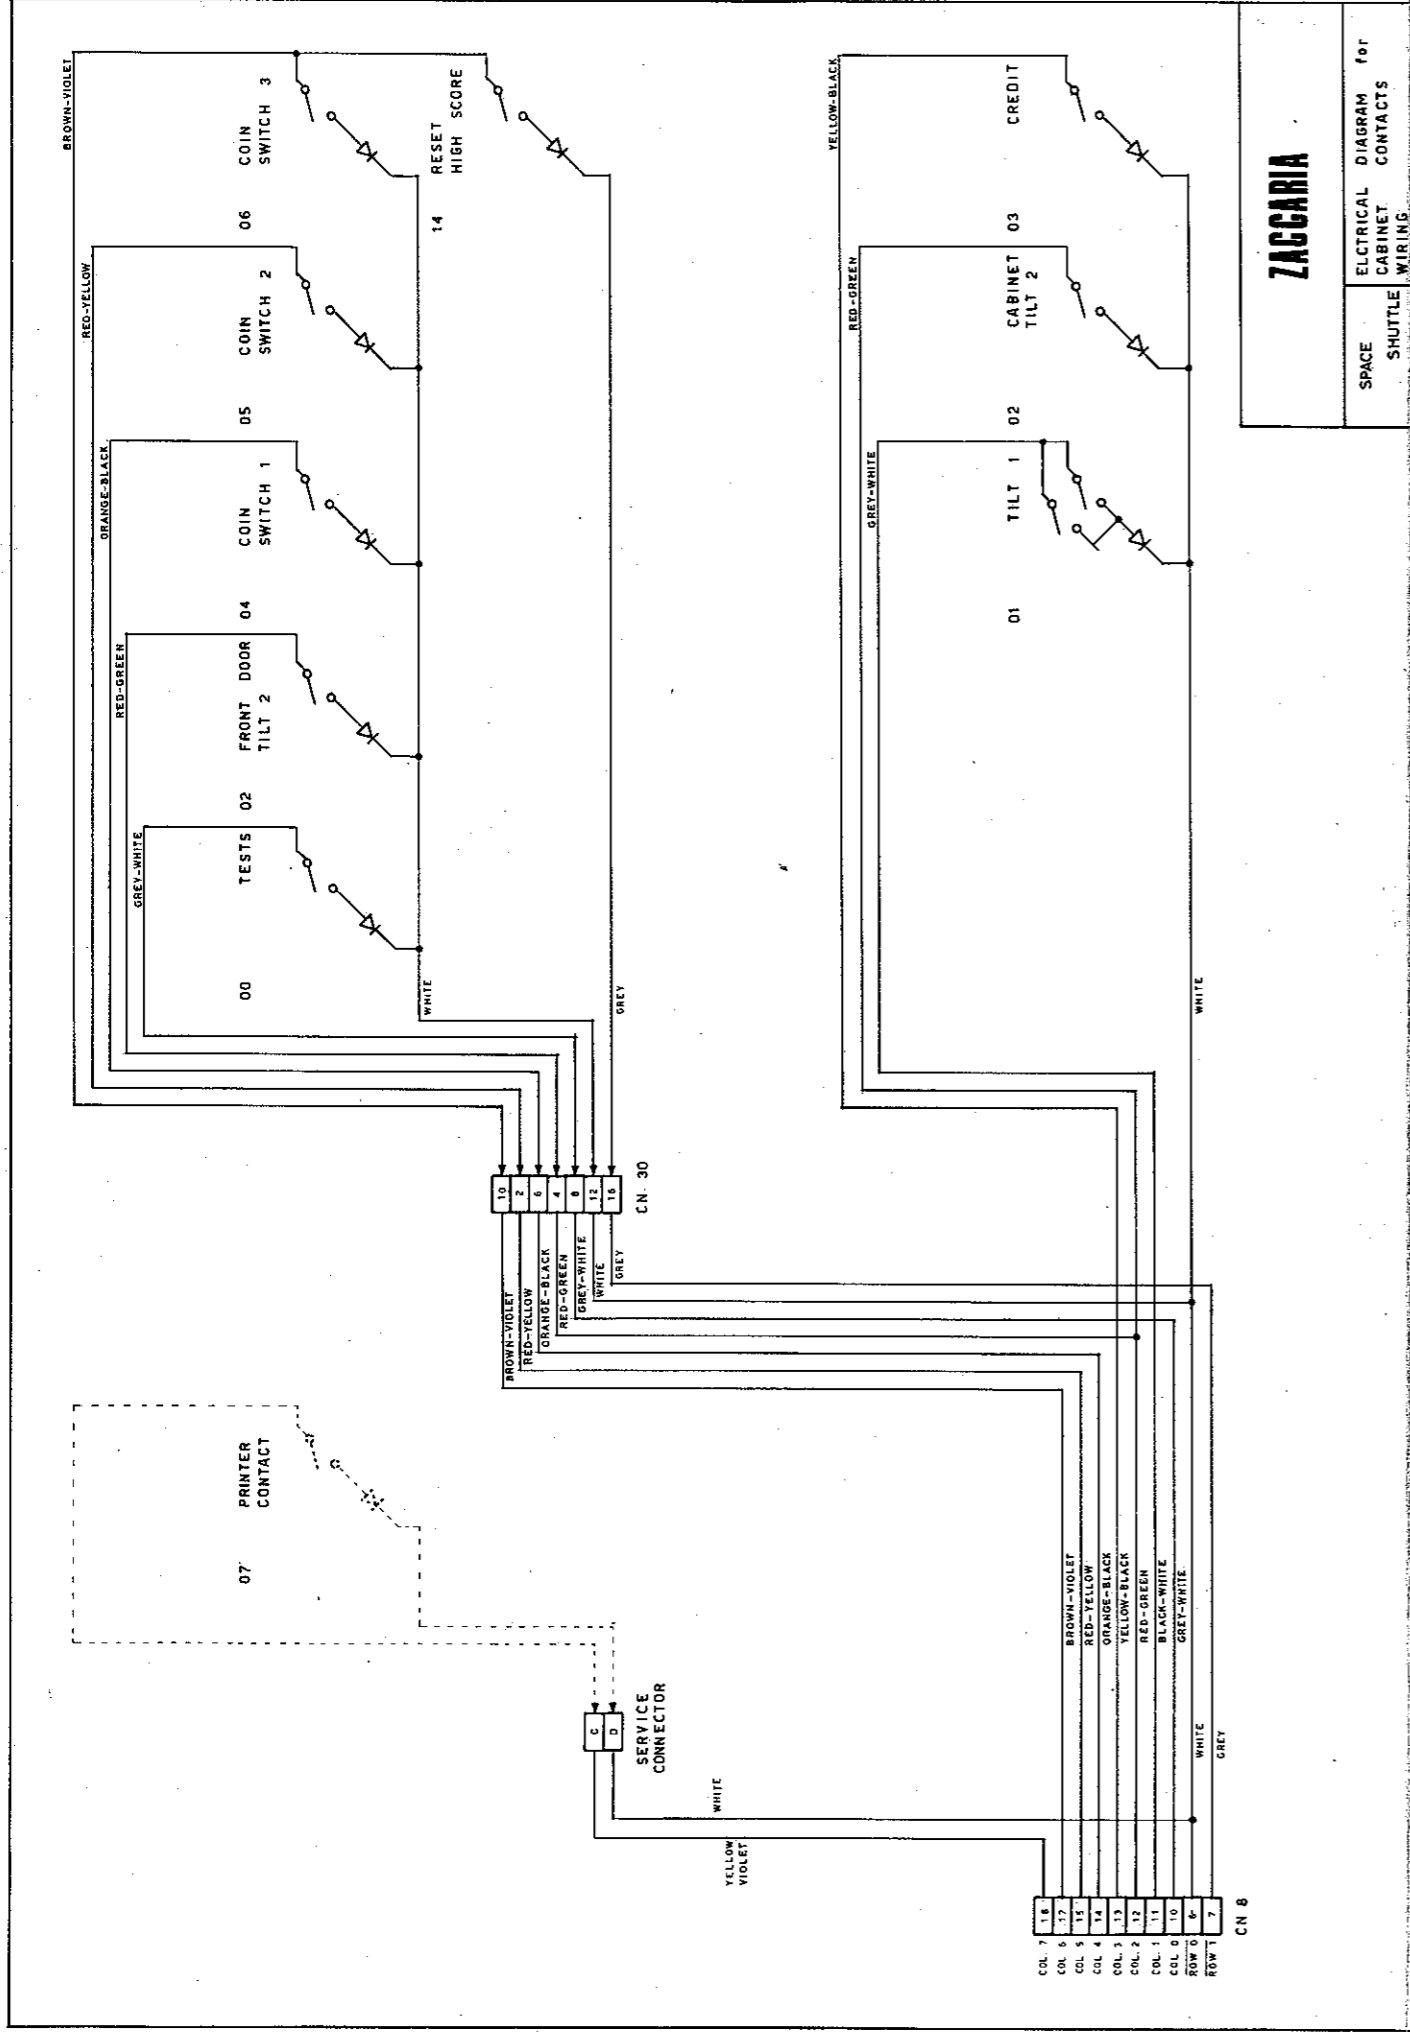 BROWN-VIOLET
RED-YELLOW
ORANGE-BLACK
RED-GREEN
GREY-WHITE
00 TESTS
02 FRONT DOOR
TILT 2
04 COIN
SWITCH 1
05 COIN
SWITCH 2
06 COIN
SWITCH 3
14 RESET
HIGH SCORE
WHITE
GREY
07 PRINTER
CONTACT
10
2
6
4
8
12
16
CN. 30
BROWN-VIOLET
RED-YELLOW
ORANGE-BLACK
RED-GREEN
GREY-WHITE
WHITE
GREY
C
D
SERVICE
CONNECTOR
WHITE
YELLOW
VIOLET
YELLOW-BLACK
RED-GREEN
GREY-WHITE
01 TILT 1
02 CABINET
TILT 2
03 CREDIT
WHITE
BROWN-VIOLET
RED-YELLOW
ORANGE-BLACK
YELLOW-BLACK
RED-GREEN
BLACK-WHITE
GREY-WHITE
WHITE
GREY
COL. 7 18
COL 6 17
COL 5 15
COL 4 14
COL. 3 13
COL. 2 12
COL. 1 11
COL 0 10
ROW 0 6
ROW 1 7
CN 8
ZACCARIA
SPACE
SHUTTLE
ELCTRICAL DIAGRAM for
CABINET CONTACTS
WIRING